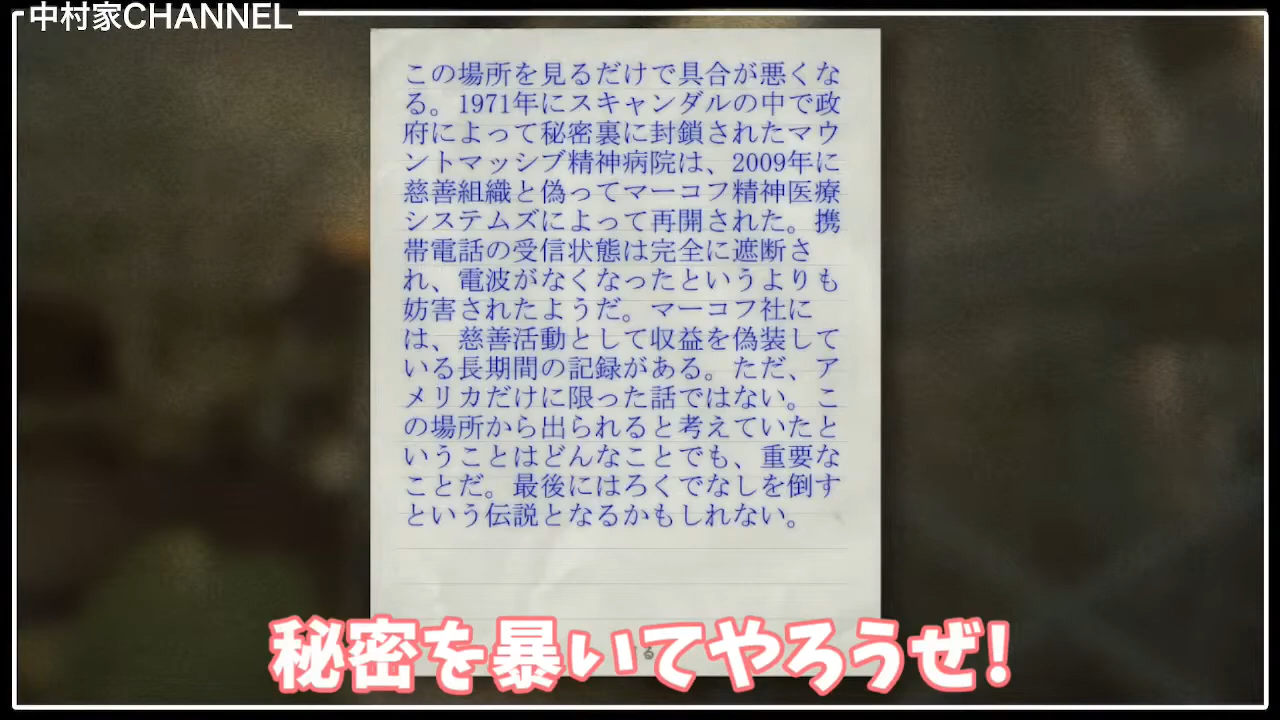 中村家CHANNEL
この場所を見るだけで具合が悪くな
る。1971年にスキャンダルの中で政
府によって秘密裏に封鎖されたマウ
ントマッシブ精神病院は、2009年に
慈善組織と偽ってマーコフ精神医療
システムズによって再開された。携
帯電話の受信状態は完全に遮断さ
れ、電波がなくなったというよりも
妨害されたようだ。マーコフ社に
は、慈善活動として収益を偽装して
いる長期間の記録がある。ただ、ア
メリカだけに限った話ではない。こ
の場所から出られると考えていたと
いうことはどんなことでも、重要な
ことだ。最後にはろくでなしを倒す
という伝説となるかもしれない。
秘密を暴いてやろうぜ!